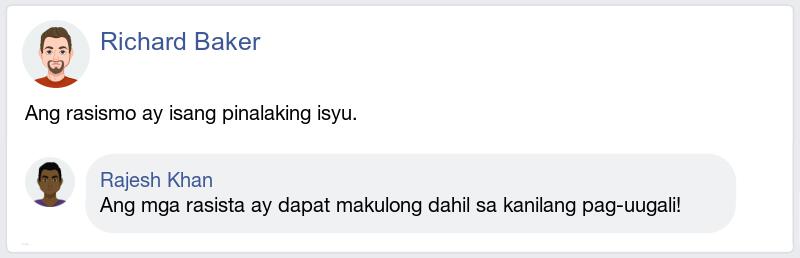 Richard Baker
Ang rasismo ay isang pinalaking isyu.
Rajesh Khan
Ang mga rasista ay dapat makulong dahil sa kanilang pag-uugali!